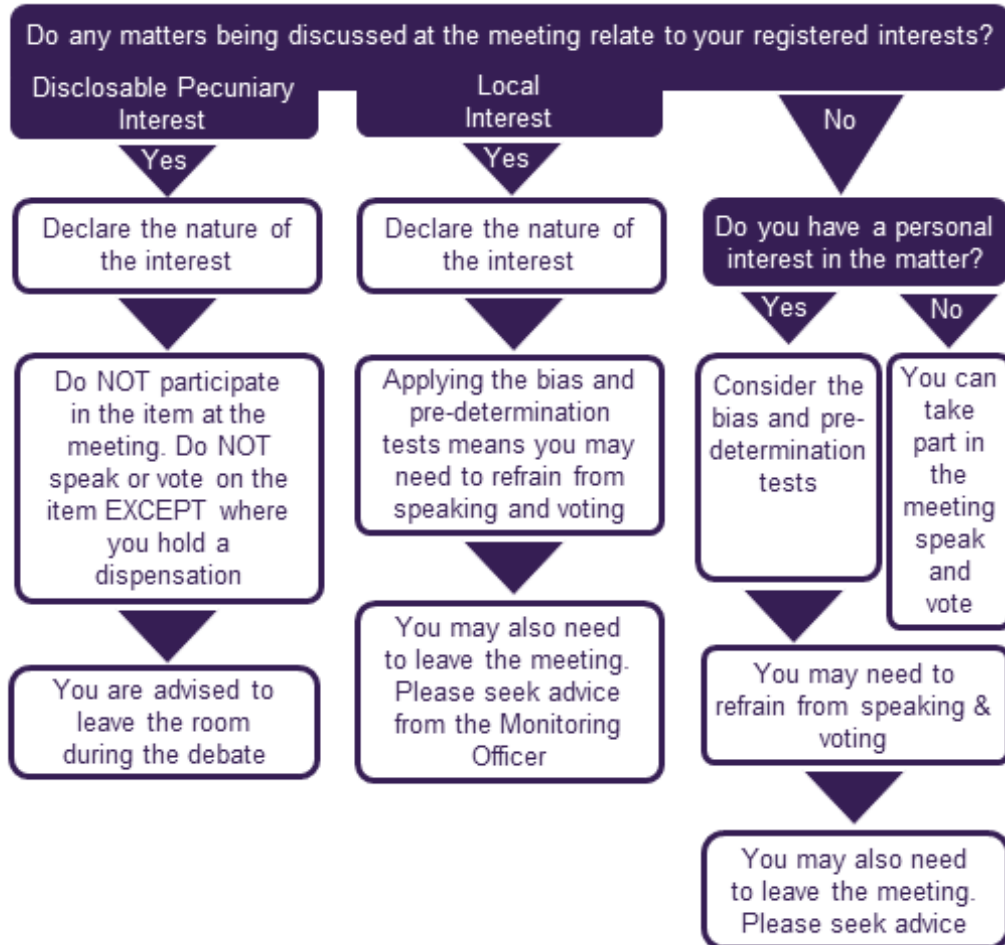 Do any matters being discussed at the meeting relate to your registered interests?
Disclosable Pecuniary
Interest
Yes
Declare the nature of
the interest
Do NOT participate
in the item at the
meeting. Do NOT
speak or vote on the
item EXCEPT where
you hold a
dispensation
You are advised to
leave the room
during the debate
Local
Interest
Yes
Declare the nature of
the interest
Applying the bias and
pre-determination
tests means you may
need to refrain from
speaking and voting
You may also need
to leave the meeting.
Please seek advice
from the Monitoring
Officer
No
Do you have a personal
interest in the matter?
Yes
Consider the
bias and pre-
determination
tests
You may need to
refrain from speaking &
voting
You may also need
to leave the meeting.
Please seek advice
No
You can
take
part in
the
meeting
speak
and
vote